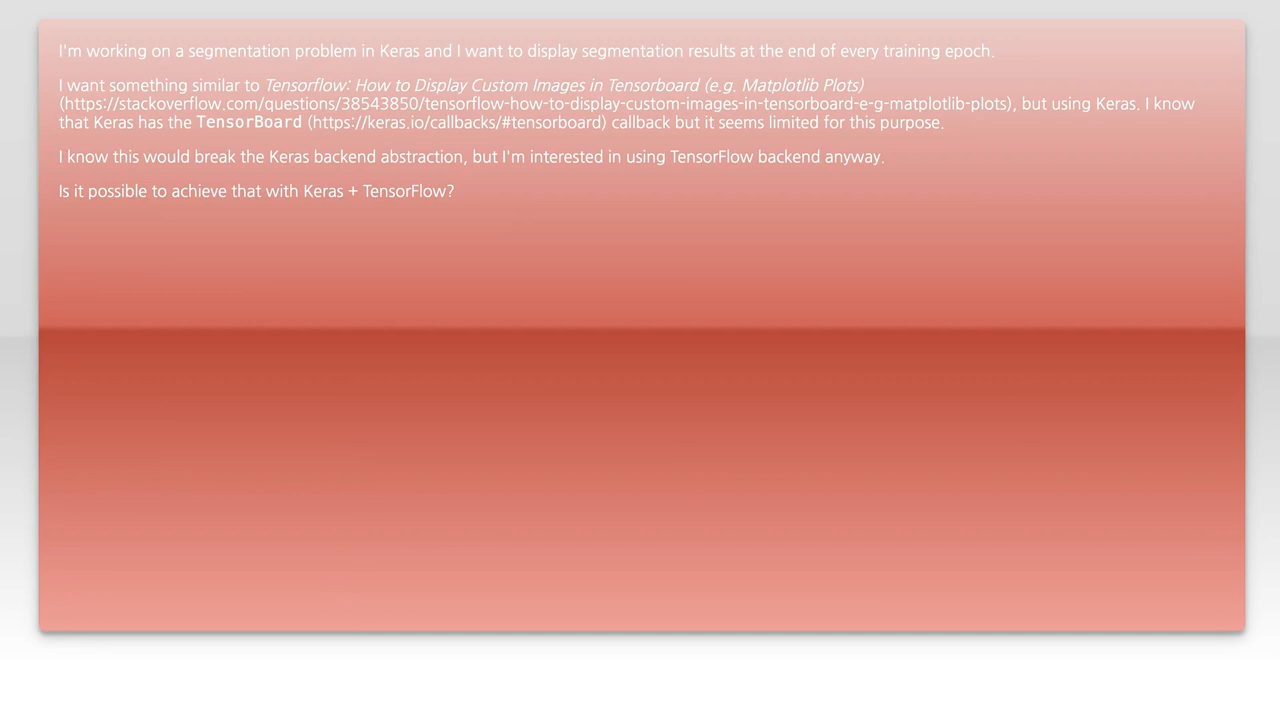 I'm working on a segmentation problem in Keras and I want to display segmentation results at the end of every training epoch.
I want something similar to Tensorflow: How to Display Custom Images in Tensorboard (e.g. Matplotlib Plots)
(https://stackoverflow.com/questions/38543850/tensorflow-how-to-display-custom-images-in-tensorboard-e-g-matplotlib-plots), but using Keras. I know
that Keras has the TensorBoard (https://keras.io/callbacks/#tensorboard) callback but it seems limited for this purpose.
I know this would break the Keras backend abstraction, but I'm interested in using TensorFlow backend anyway.
Is it possible to achieve that with Keras + TensorFlow?